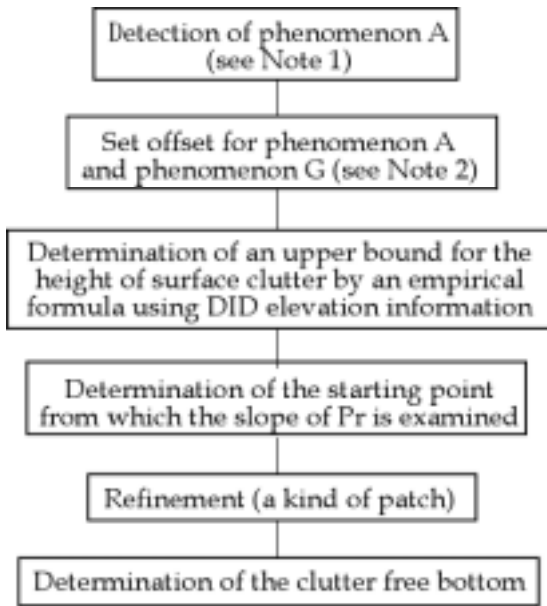 Detection of phenomenon A
(see Note 1)
Set offset for phenomenon A
and phenomenon G (see Note 2)
Determination of an upper bound for the
height of surface clutter by an empirical
formula using DID elevation information
Determination of the starting point
from which the slope of Pr is examined
Refinement (a kind of patch)
Determination of the clutter free bottom